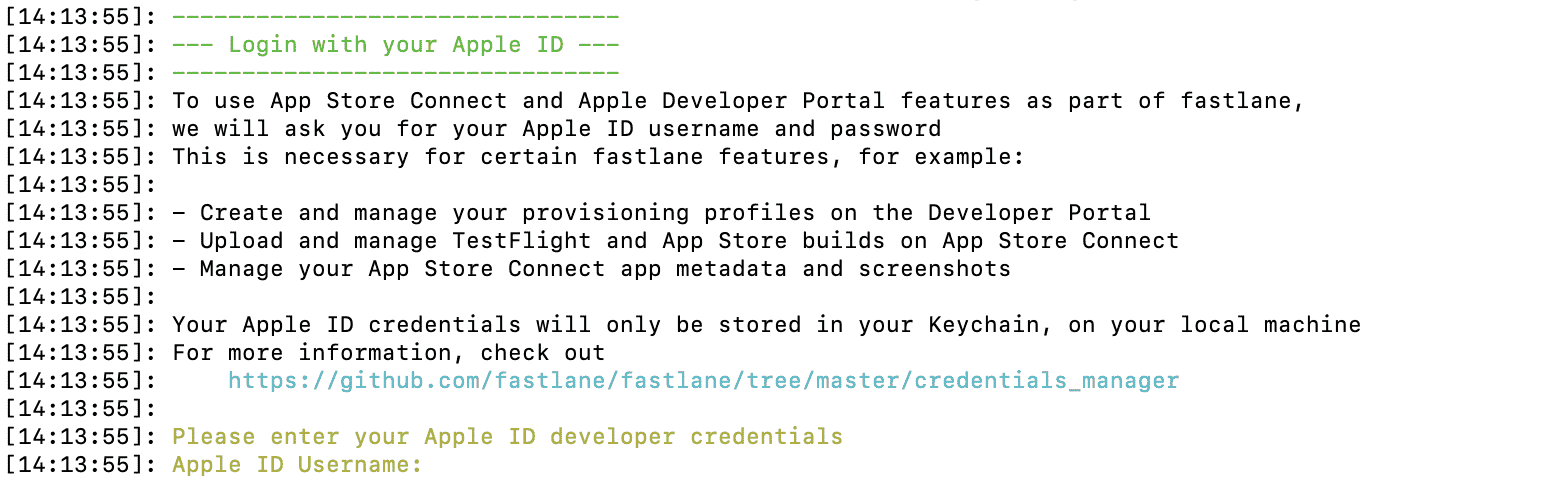 [14:13:55]: --------------------------------
[14:13:55]: --- Login with your Apple ID ---
[14:13:55]: --------------------------------
[14:13:55]: To use App Store Connect and Apple Developer Portal features as part of fastlane,
[14:13:55]: we will ask you for your Apple ID username and password
[14:13:55]: This is necessary for certain fastlane features, for example:
[14:13:55]:
[14:13:55]: - Create and manage your provisioning profiles on the Developer Portal
[14:13:55]: - Upload and manage TestFlight and App Store builds on App Store Connect
[14:13:55]: - Manage your App Store Connect app metadata and screenshots
[14:13:55]:
[14:13:55]: Your Apple ID credentials will only be stored in your Keychain, on your local machine
[14:13:55]: For more information, check out
[14:13:55]:     https://github.com/fastlane/fastlane/tree/master/credentials_manager
[14:13:55]:
[14:13:55]: Please enter your Apple ID developer credentials
[14:13:55]: Apple ID Username: